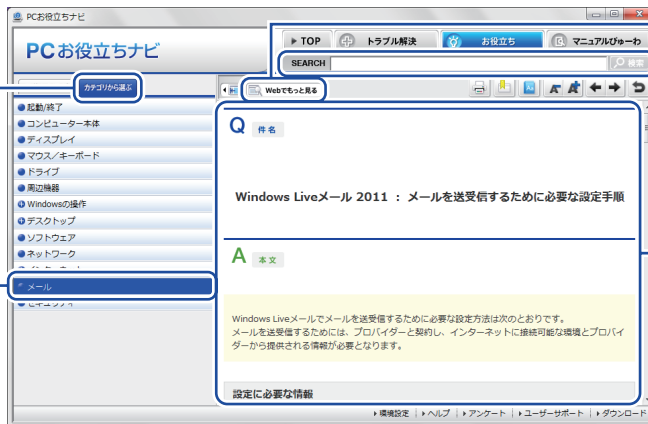 PCお役立ちナビ
PCお役立ちナビ
TOP
トラブル解決
お役立ち
マニュアルびゅーわ
SEARCH
検索
カテゴリから選ぶ
Webでもっと見る
起動/終了
コンピューター本体
ディスプレイ
マウス/キーボード
ドライブ
周辺機器
Windowsの操作
デスクトップ
ソフトウェア
ネットワーク
メール
セキュリティ
Q 件名
Windows Liveメール 2011 : メールを送受信するために必要な設定手順
A 本文
Windows Liveメールでメールを送受信するために必要な設定方法は次のとおりです。
メールを送受信するためには、プロバイダーと契約し、インターネットに接続可能な環境とプロバイ
ダーから提供される情報が必要となります。
設定に必要な情報
環境設定 ヘルプ アンケート ユーザーサポート ダウンロード